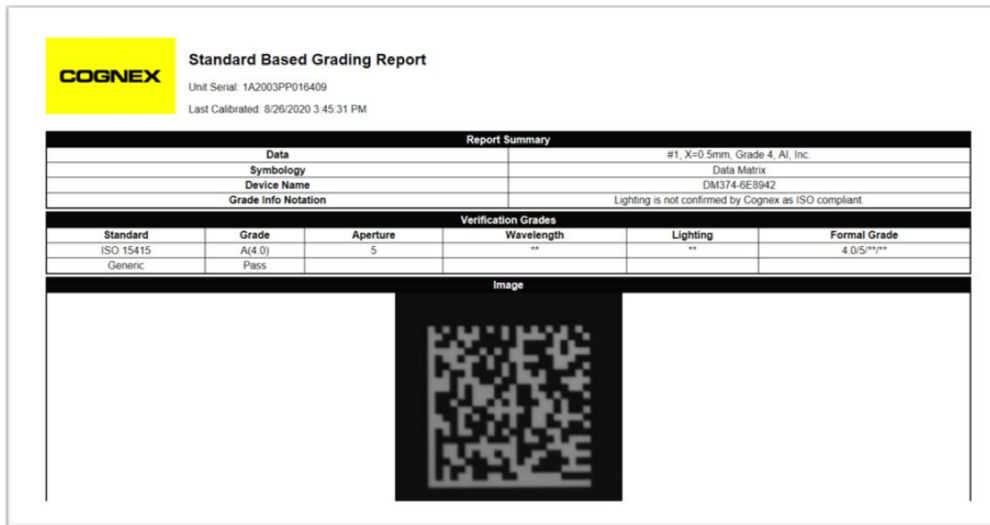 COGNEX
Standard Based Grading Report
Unit Serial: 1A2003PP016409
Last Calibrated: 8/26/2020 3:45:31 PM
Report Summary
Data #1, X=0.5mm, Grade 4, AI, Inc.
Symbology Data Matrix
Device Name DM374-6E8942
Grade Info Notation Lighting is not confirmed by Cognex as ISO compliant.
Verification Grades
Standard Grade Aperture Wavelength Lighting Formal Grade
ISO 15415 A(4.0) 5 ** ** 4.0/5/**/**
Generic Pass
Image